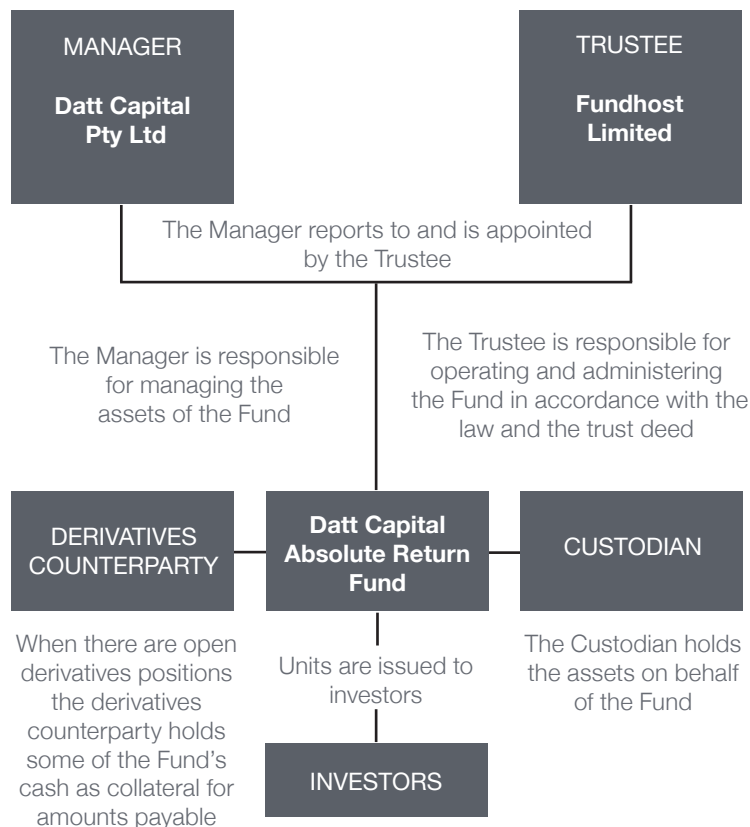 MANAGER
Datt Capital
Pty Ltd
TRUSTEE
Fundhost
Limited
The Manager reports to and is appointed
by the Trustee
The Manager is responsible
for managing the
assets of the Fund
The Trustee is responsible for
operating and administering
the Fund in accordance with the
law and the trust deed
DERIVATIVES
COUNTERPARTY
Datt Capital
Absolute Return
Fund
CUSTODIAN
When there are open
derivatives positions
the derivatives
counterparty holds
some of the Fund's
cash as collateral for
amounts payable
Units are issued to
investors
The Custodian holds
the assets on behalf
of the Fund
INVESTORS